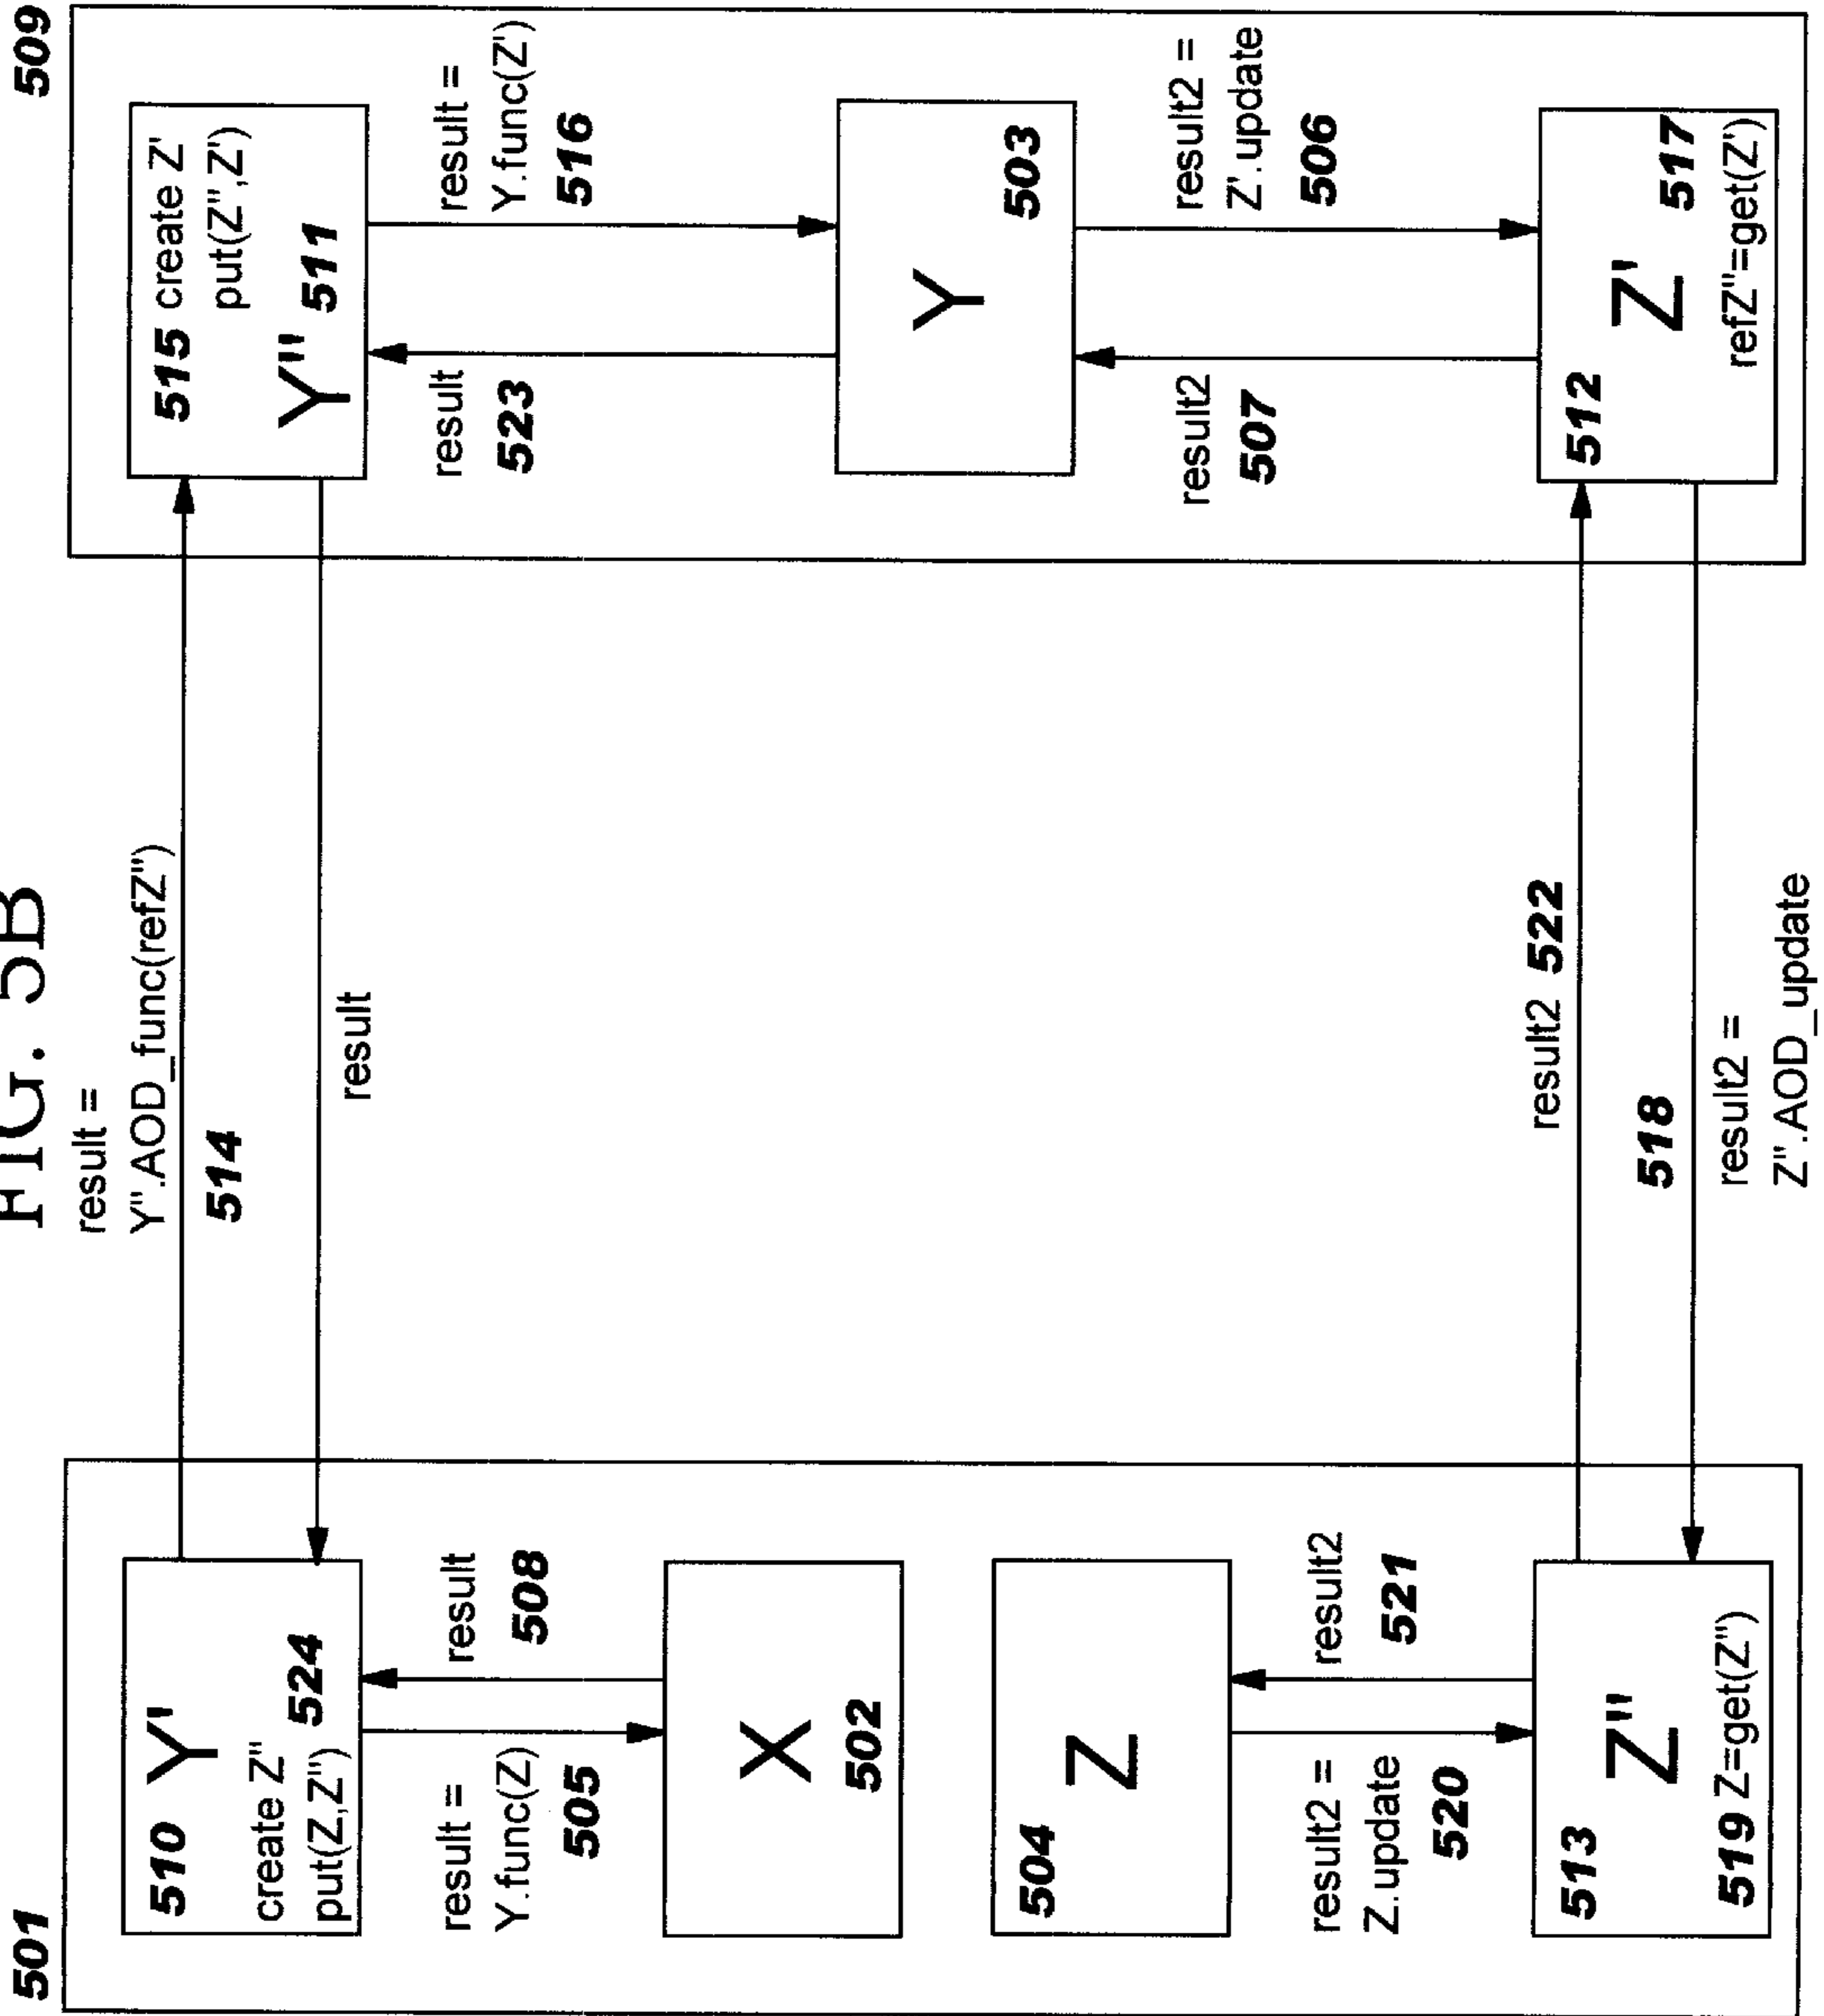 FIG. 5B
501
509
510 Y'
create Z"
put(Z,Z")
524
result =
Y.func(Z)
505
result
508
X
502
504
Z
result2 =
Z.update
520
result2
521
513
Z"
519 Z=get(Z")
result =
Y".AOD_func(refZ")
514
result
result2 522
518
result2 =
Z".AOD_update
515 create Z'
put(Z",Z')
Y" 511
result
523
result =
Y.func(Z')
516
Y
503
result2
507
result2 =
Z'.update
506
512
Z'
517
refZ"=get(Z')